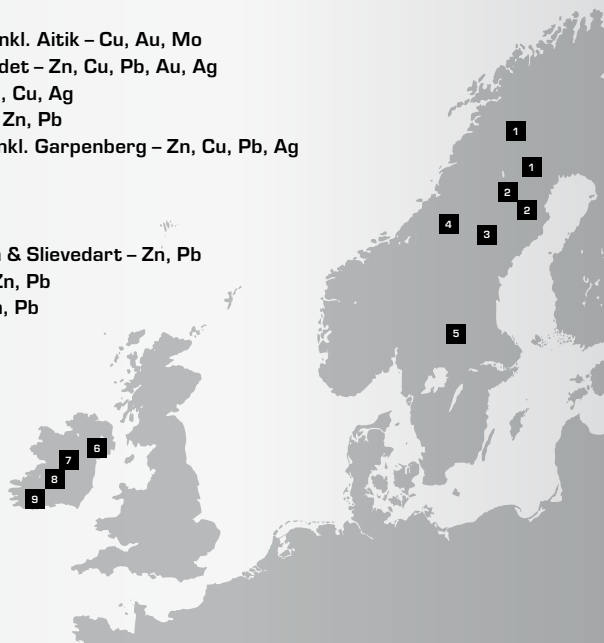 nkl. Aitik – Cu, Au, Mo
det – Zn, Cu, Pb, Au, Ag
, Cu, Ag
Zn, Pb
nkl. Garpenberg – Zn, Cu, Pb, Ag
& Slievedart – Zn, Pb
Zn, Pb
, Pb
1
1
2
2
4
3
5
6
7
8
9